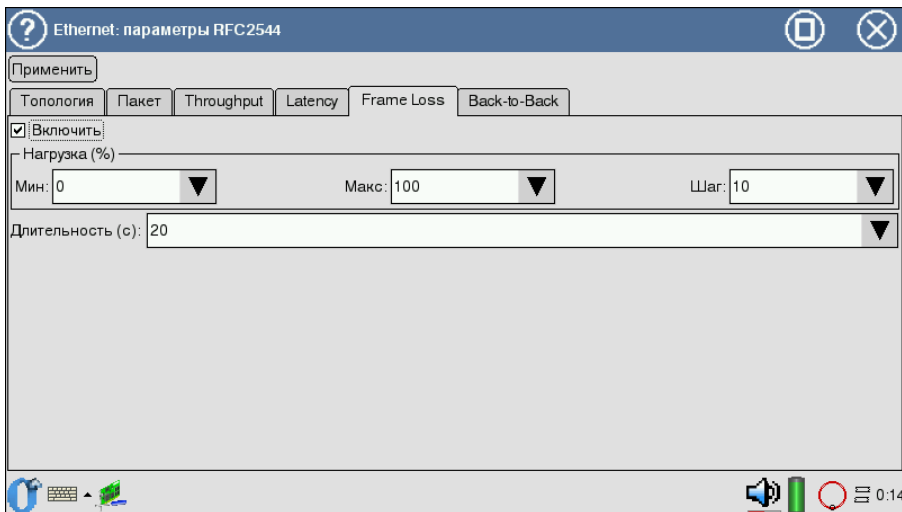 Ethernet: параметры RFC2544
Применить
Топология Пакет Throughput Latency Frame Loss Back-to-Back
Включить
Нагрузка (%)
Мин: 0 Макс: 100 Шаг: 10
Длительность (с): 20
0:14